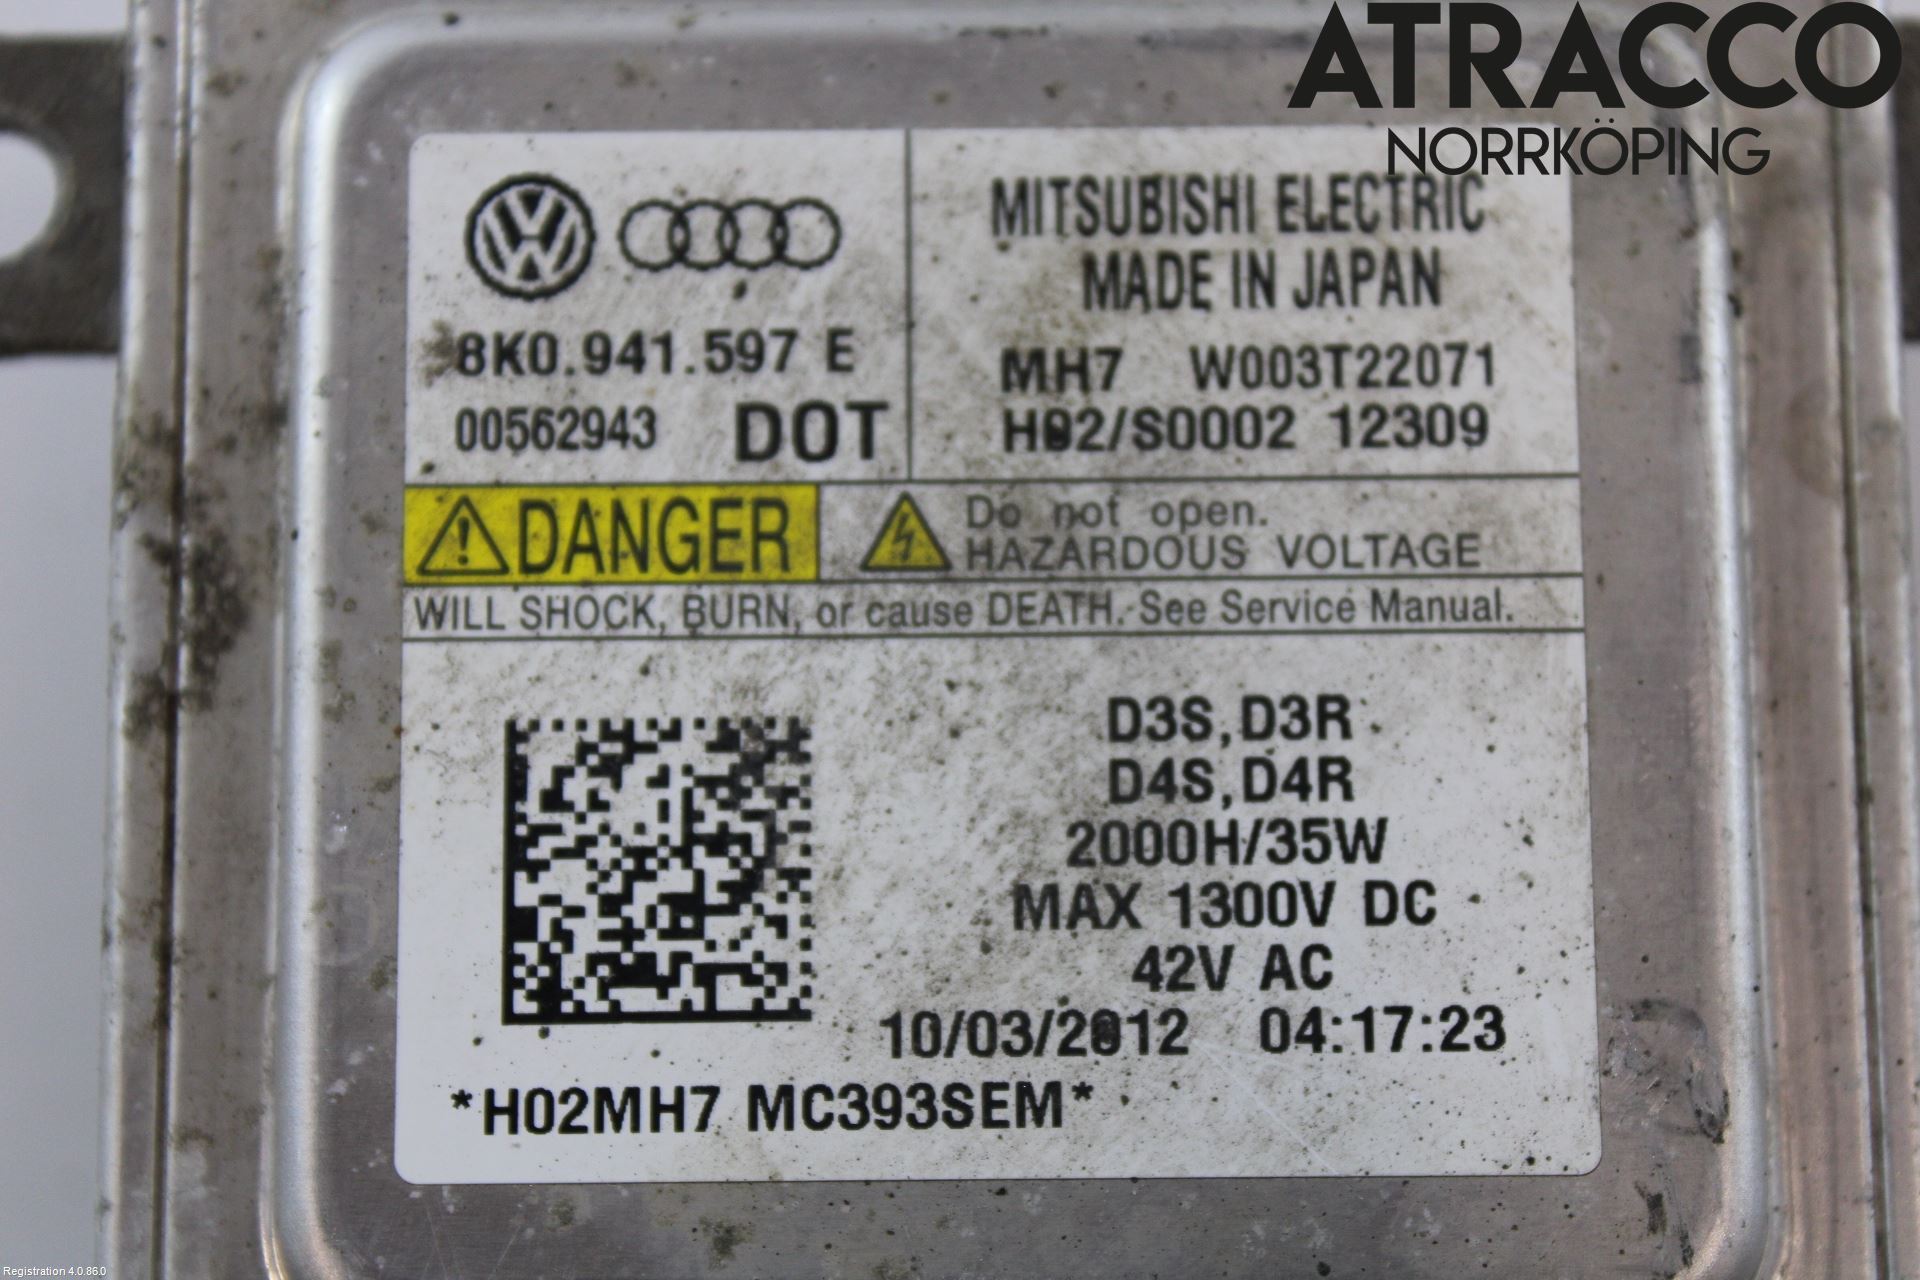 ATRACCO
NORRKÖPING
MITSUBISHI ELECTRIC
MADE IN JAPAN
8K0.941.597 E
00562943 DOT
MH7 W003T22071
H02/S0002 12309
DANGER
Do not open.
HAZARDOUS VOLTAGE
WILL SHOCK, BURN, or cause DEATH. See Service Manual.
D3S,D3R
D4S,D4R
2000H/35W
MAX 1300V DC
42V AC
10/03/2012 04:17:23
*H02MH7 MC393SEM*
Registration 4.0.86.0